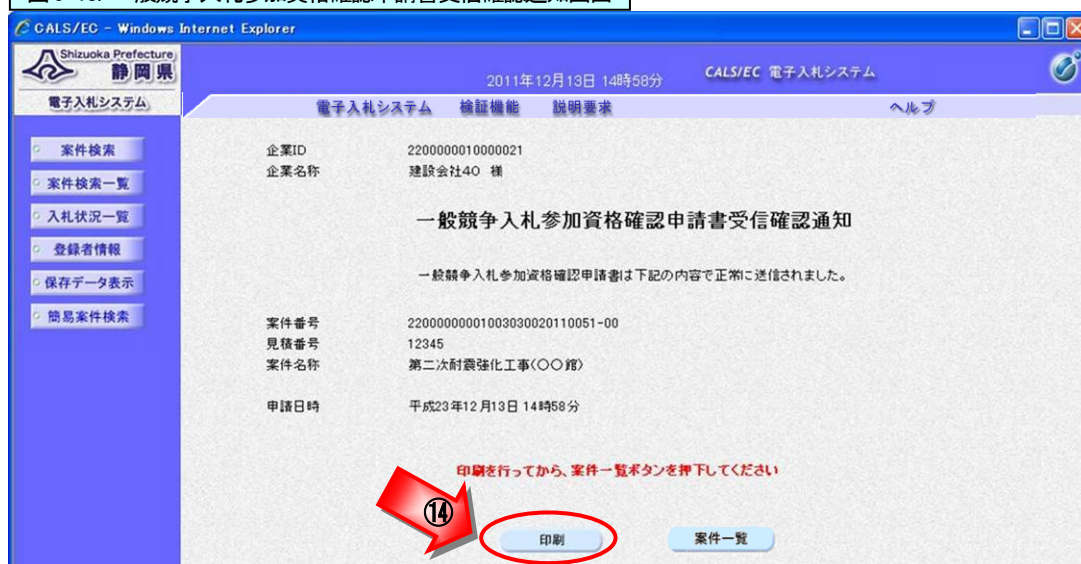 CALS/EC - Windows Internet Explorer
Shizuoka Prefecture
静岡県
2011年12月13日 14時58分
CALS/EC 電子入札システム
電子入札システム
電子入札システム 検証機能 説明要求 ヘルプ
案件検索
案件検索一覧
入札状況一覧
登録者情報
保存データ表示
簡易案件検索
企業ID 2200000010000021
企業名称 建設会社40 様
一般競争入札参加資格確認申請書受信確認通知
一般競争入札参加資格確認申請書は下記の内容で正常に送信されました。
案件番号 22000000001003030020110051-00
見積番号 12345
案件名称 第二次耐震強化工事(〇〇館)
申請日時 平成23年12月13日 14時58分
印刷を行ってから、案件一覧ボタンを押下してください
⑭
印刷 案件一覧